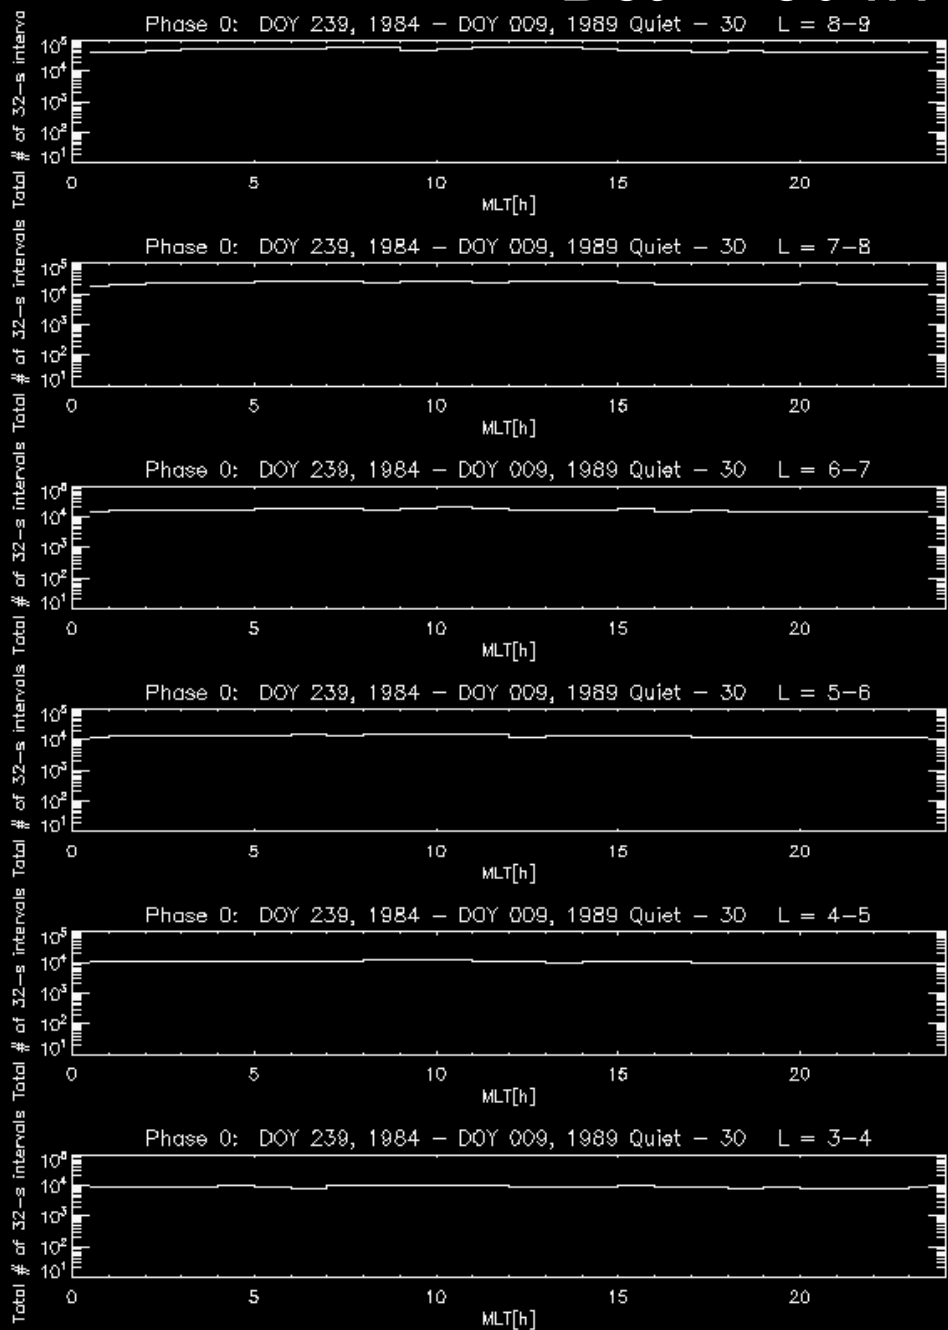 Phase 0: DOY 239, 1984 – DOY 009, 1989 Quiet – 30 L = 8–9
Total # of 32–s interva
10⁵
10⁴
10³
10²
10¹
0 5 10 15 20
MLT[h]
Phase 0: DOY 239, 1984 – DOY 009, 1989 Quiet – 30 L = 7–8
Total # of 32–s intervals
10⁵
10⁴
10³
10²
10¹
0 5 10 15 20
MLT[h]
Phase 0: DOY 239, 1984 – DOY 009, 1989 Quiet – 30 L = 6–7
Total # of 32–s intervals
10⁵
10⁴
10³
10²
10¹
0 5 10 15 20
MLT[h]
Phase 0: DOY 239, 1984 – DOY 009, 1989 Quiet – 30 L = 5–6
Total # of 32–s intervals
10⁵
10⁴
10³
10²
10¹
0 5 10 15 20
MLT[h]
Phase 0: DOY 239, 1984 – DOY 009, 1989 Quiet – 30 L = 4–5
Total # of 32–s intervals
10⁵
10⁴
10³
10²
10¹
0 5 10 15 20
MLT[h]
Phase 0: DOY 239, 1984 – DOY 009, 1989 Quiet – 30 L = 3–4
Total # of 32–s intervals
10⁵
10⁴
10³
10²
10¹
0 5 10 15 20
MLT[h]